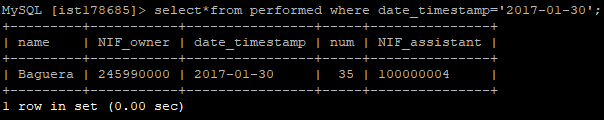 MySQL [ist178685]> select*from performed where date_timestamp='2017-01-30';
+---------+-----------+----------------+-----+---------------+
| name    | NIF_owner | date_timestamp | num | NIF_assistant |
+---------+-----------+----------------+-----+---------------+
| Baguera | 245990000 | 2017-01-30     |  35 | 100000004     |
+---------+-----------+----------------+-----+---------------+
1 row in set (0.00 sec)